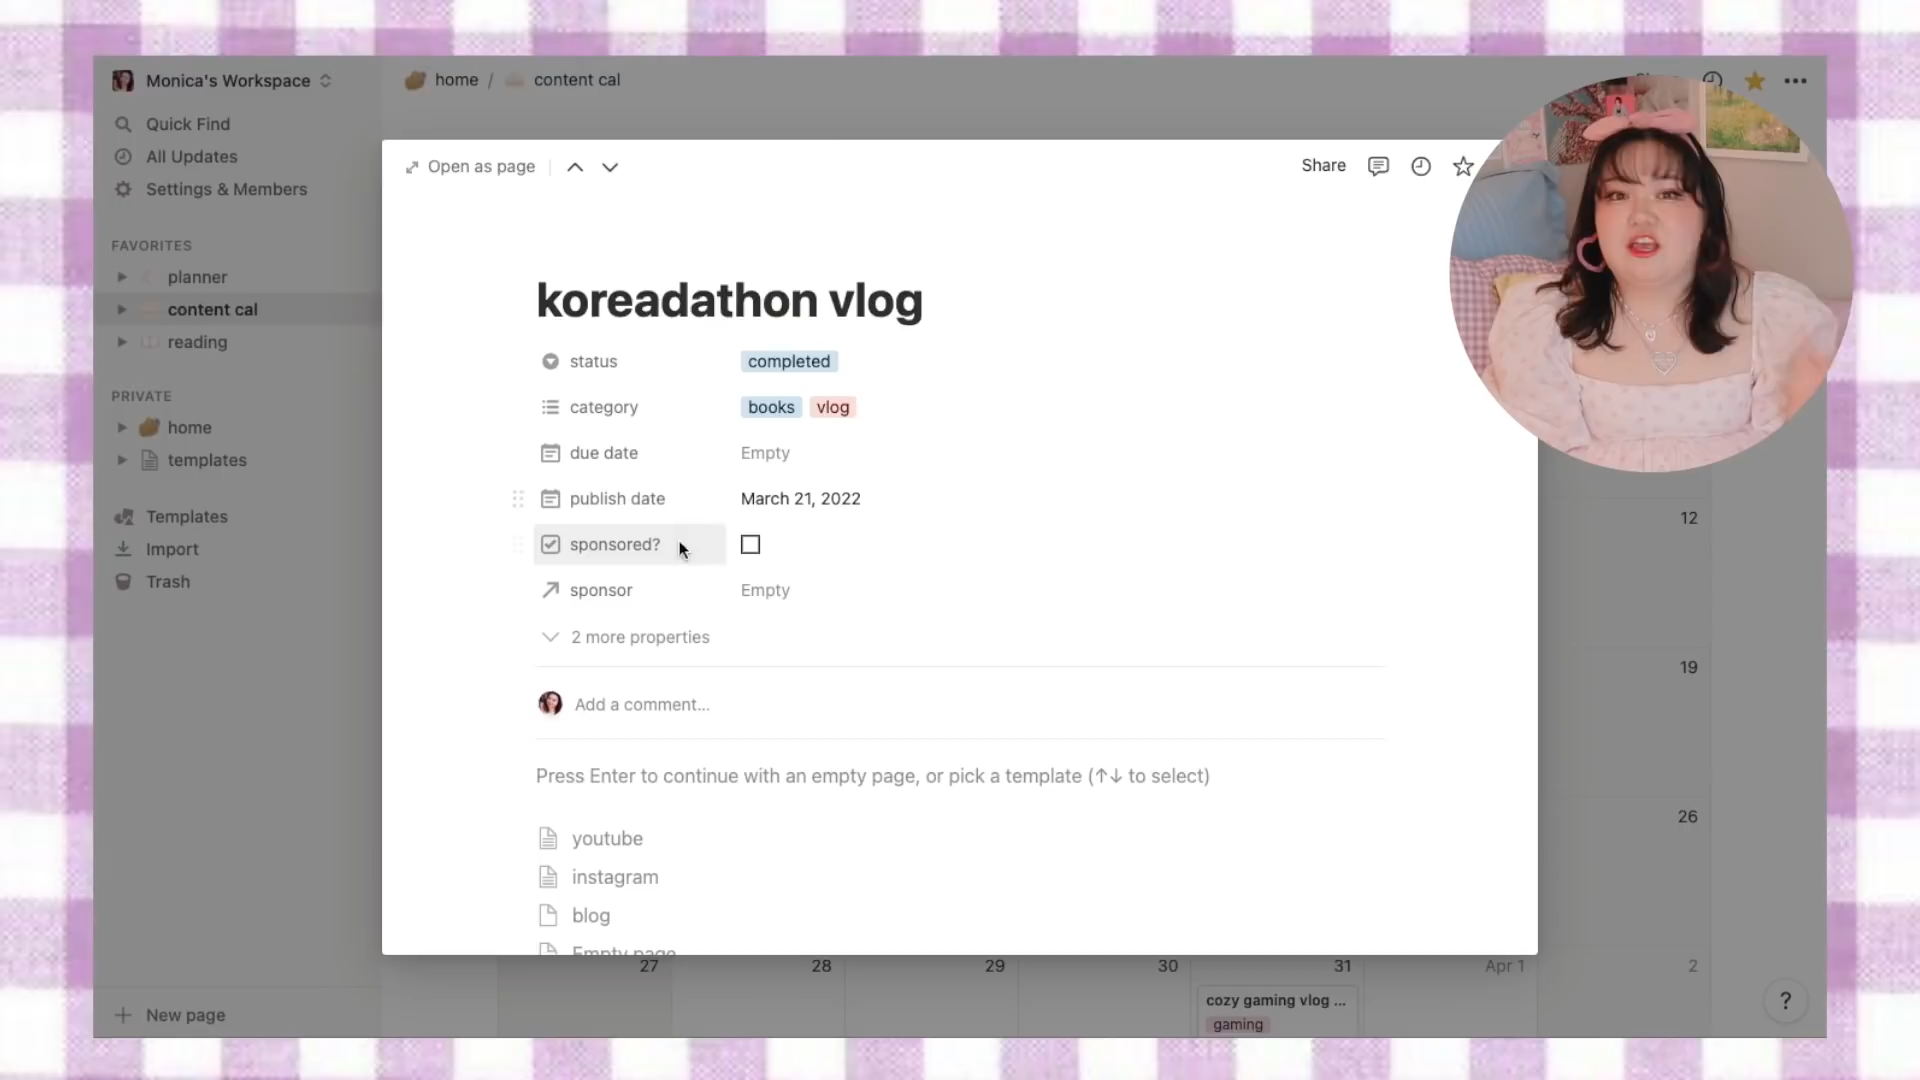 Monica's Workspace
home / content cal
Quick Find
All Updates
Settings & Members
FAVORITES
planner
content cal
reading
PRIVATE
home
templates
Templates
Import
Trash
New page
Open as page
Share
koreadathon vlog
status completed
category books vlog
due date Empty
publish date March 21, 2022
sponsored?
sponsor Empty
2 more properties
Add a comment...
Press Enter to continue with an empty page, or pick a template (↑↓ to select)
youtube
instagram
blog
Empty page
12
19
26
27 28 29 30 31 Apr 1 2
cozy gaming vlog ...
gaming
?